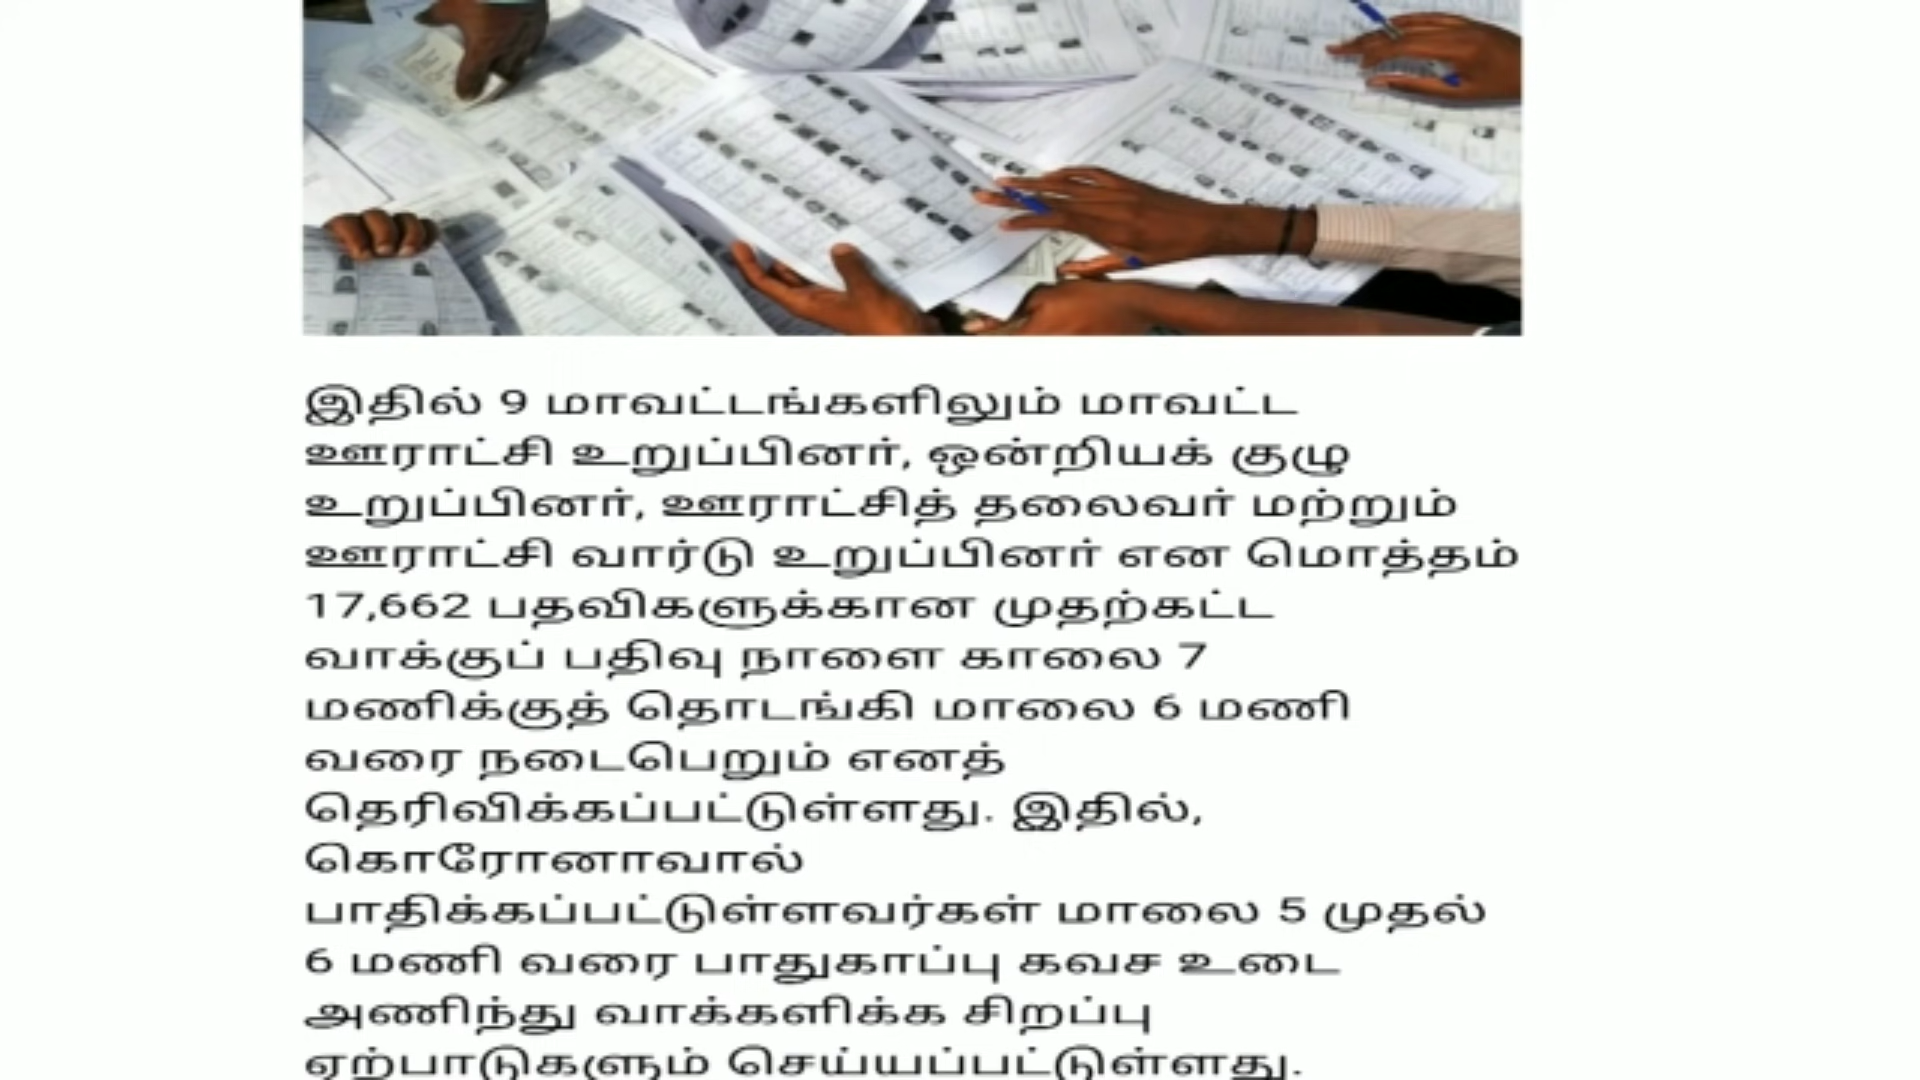 இதில் 9 மாவட்டங்களிலும் மாவட்ட
ஊராட்சி உறுப்பினர், ஒன்றியக் குழு
உறுப்பினர், ஊராட்சித் தலைவர் மற்றும்
ஊராட்சி வார்டு உறுப்பினர் என மொத்தம்
17,662 பதவிகளுக்கான முதற்கட்ட
வாக்குப் பதிவு நாளை காலை 7
மணிக்குத் தொடங்கி மாலை 6 மணி
வரை நடைபெறும் எனத்
தெரிவிக்கப்பட்டுள்ளது. இதில்,
கொரோனாவால்
பாதிக்கப்பட்டுள்ளவர்கள் மாலை 5 முதல்
6 மணி வரை பாதுகாப்பு கவச உடை
அணிந்து வாக்களிக்க சிறப்பு
ஏற்பாடுகளும் செய்யப்பட்டுள்ளது.